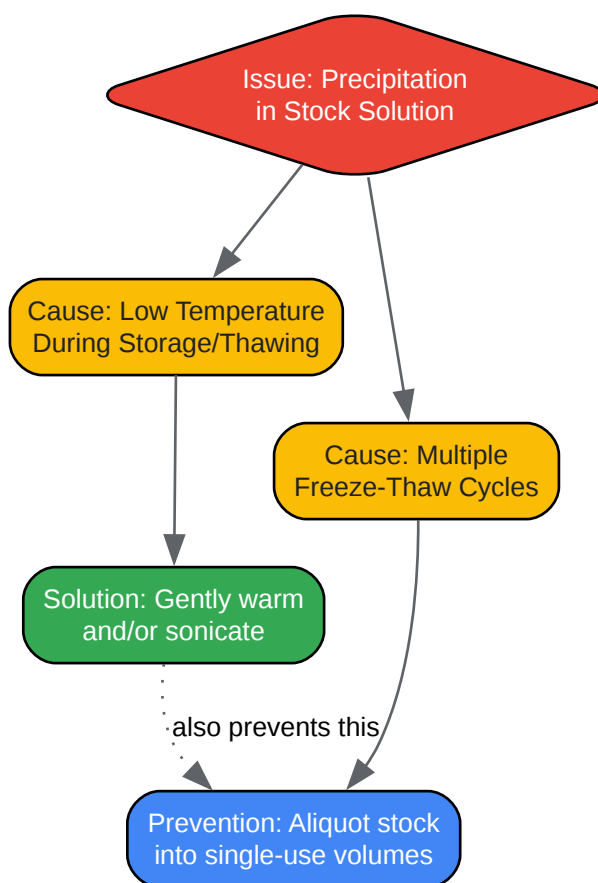 Issue: Precipitation
in Stock Solution
Cause: Low Temperature
During Storage/Thawing
Cause: Multiple
Freeze-Thaw Cycles
Solution: Gently warm
and/or sonicate
also prevents this
Prevention: Aliquot stock
into single-use volumes